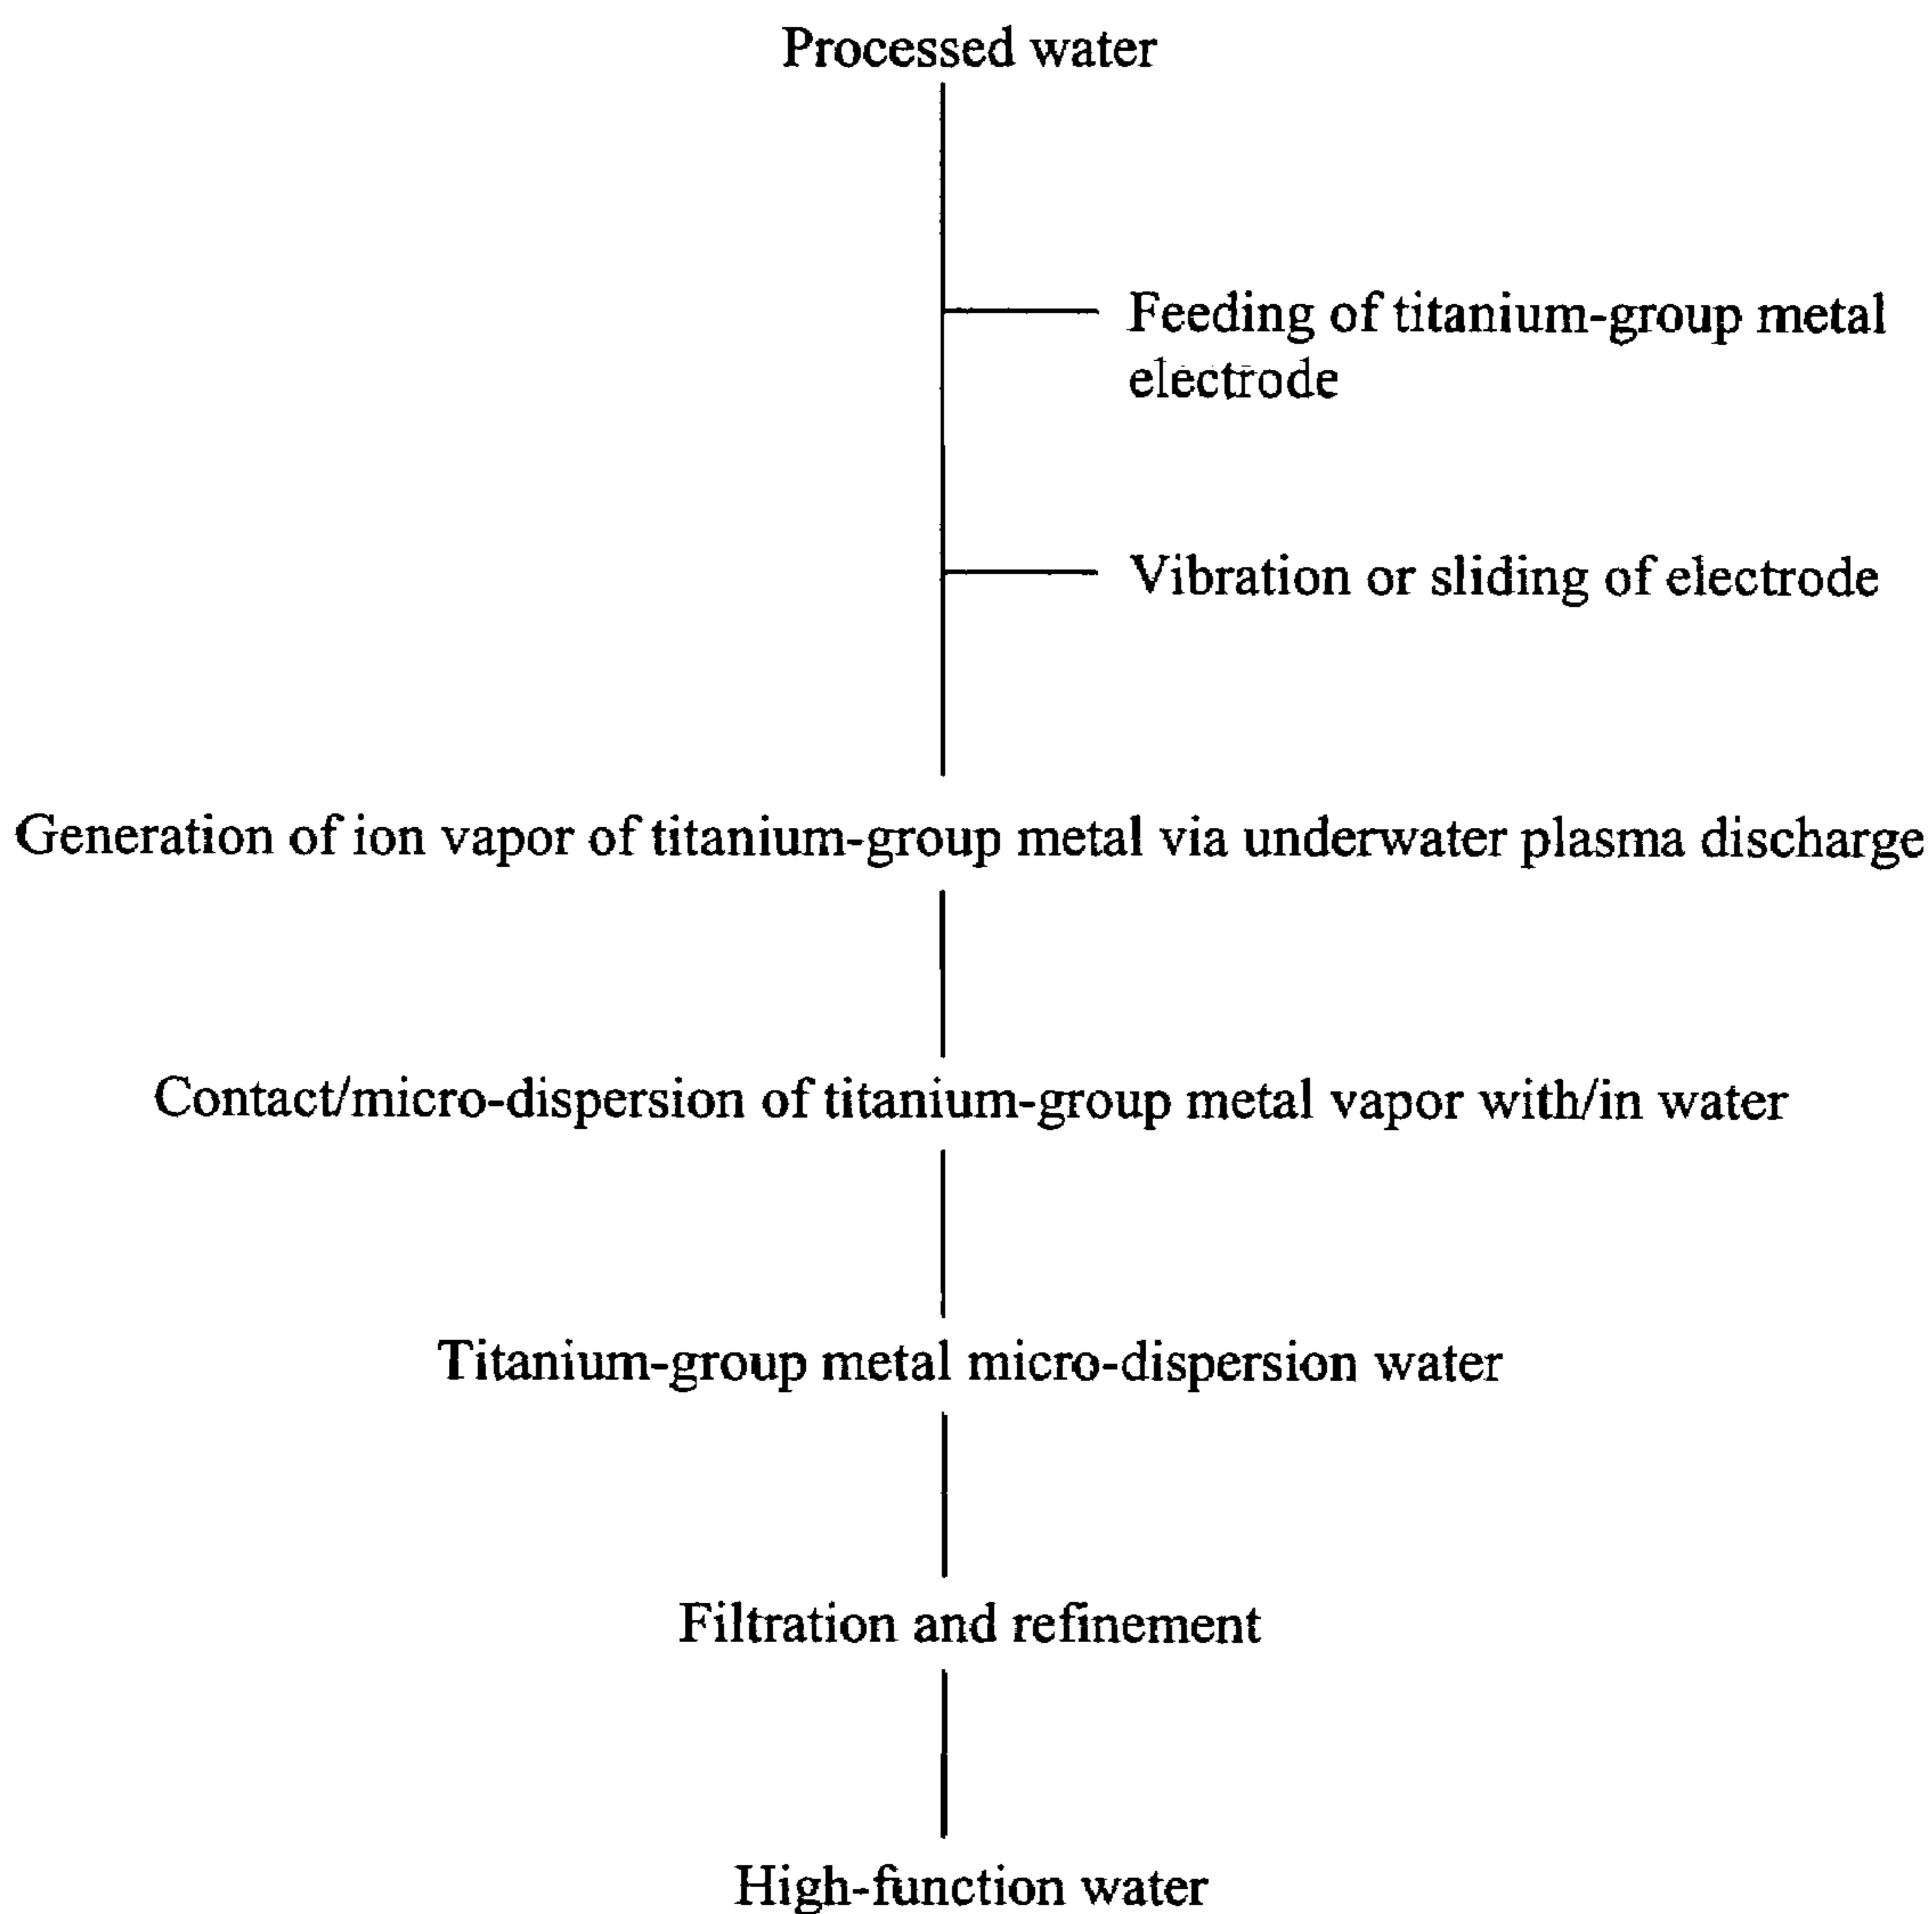 Processed water
Feeding of titanium-group metal
electrode
Vibration or sliding of electrode
Generation of ion vapor of titanium-group metal via underwater plasma discharge
Contact/micro-dispersion of titanium-group metal vapor with/in water
Titanium-group metal micro-dispersion water
Filtration and refinement
High-function water